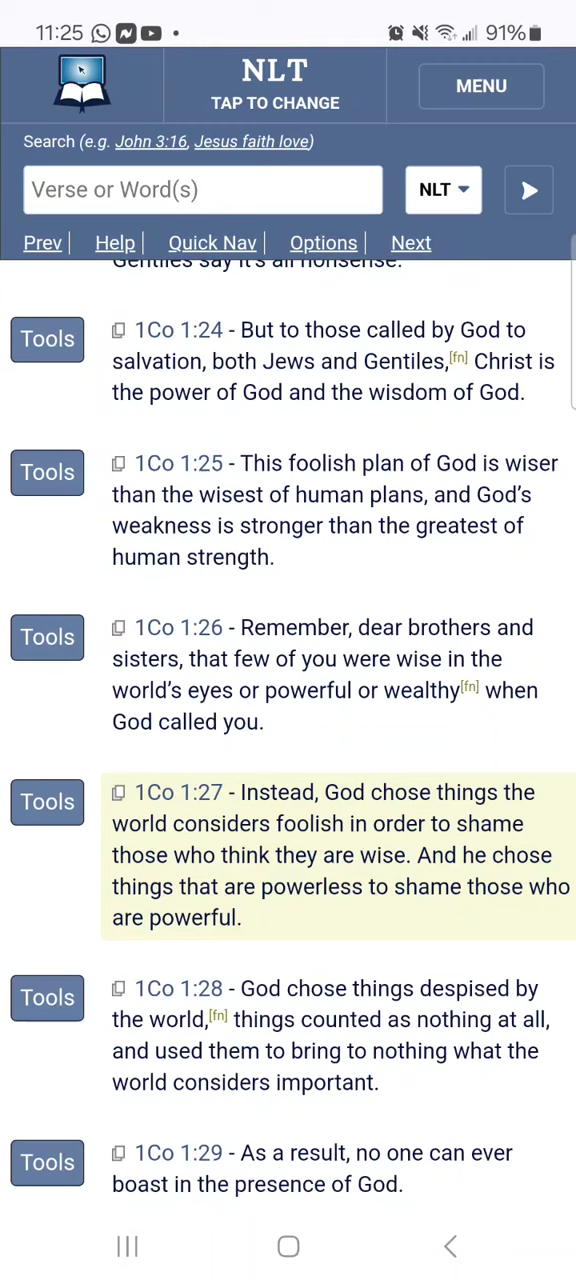 11:25 91%
NLT
TAP TO CHANGE
MENU
Search (e.g. John 3:16, Jesus faith love)
Verse or Word(s)
NLT
Prev| Help| Quick Nav| Options| Next
Gentiles say it's all nonsense.
Tools
1Co 1:24 - But to those called by God to
salvation, both Jews and Gentiles,[fn] Christ is
the power of God and the wisdom of God.
Tools
1Co 1:25 - This foolish plan of God is wiser
than the wisest of human plans, and God’s
weakness is stronger than the greatest of
human strength.
Tools
1Co 1:26 - Remember, dear brothers and
sisters, that few of you were wise in the
world’s eyes or powerful or wealthy[fn] when
God called you.
Tools
1Co 1:27 - Instead, God chose things the
world considers foolish in order to shame
those who think they are wise. And he chose
things that are powerless to shame those who
are powerful.
Tools
1Co 1:28 - God chose things despised by
the world,[fn] things counted as nothing at all,
and used them to bring to nothing what the
world considers important.
Tools
1Co 1:29 - As a result, no one can ever
boast in the presence of God.